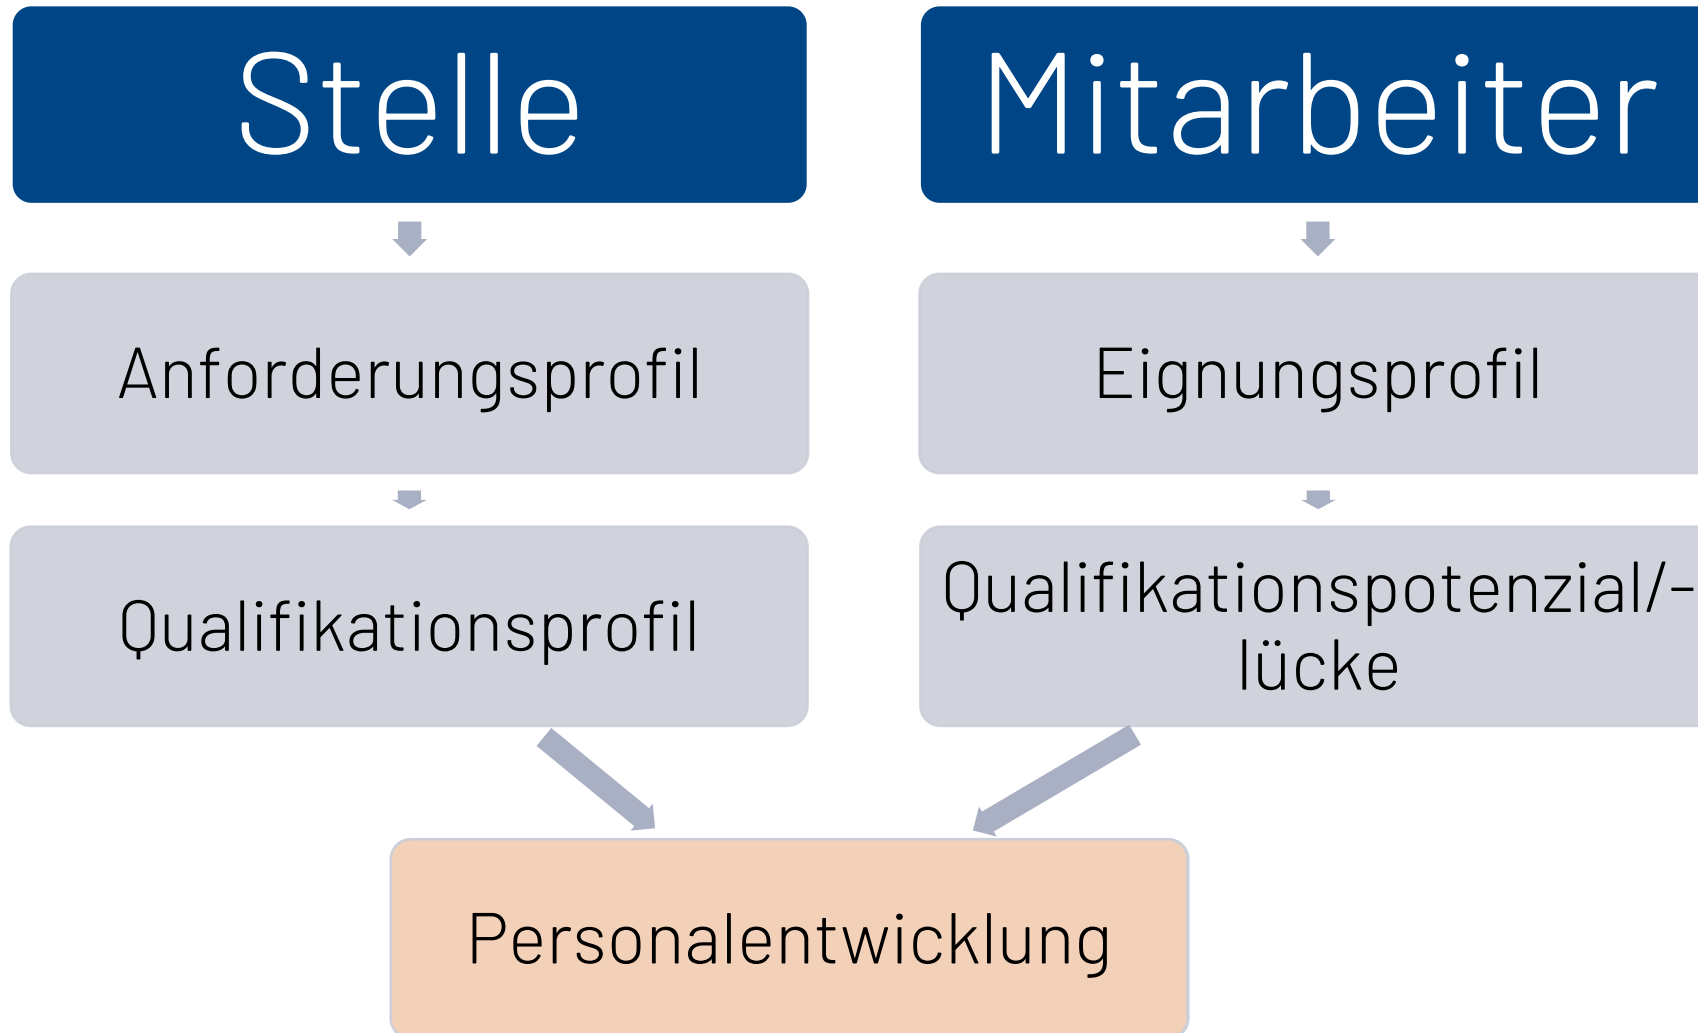 Stelle
Mitarbeiter
Anforderungsprofil
Eignungsprofil
Qualifikationsprofil
Qualifikationspotenzial/-
lücke
Personalentwicklung